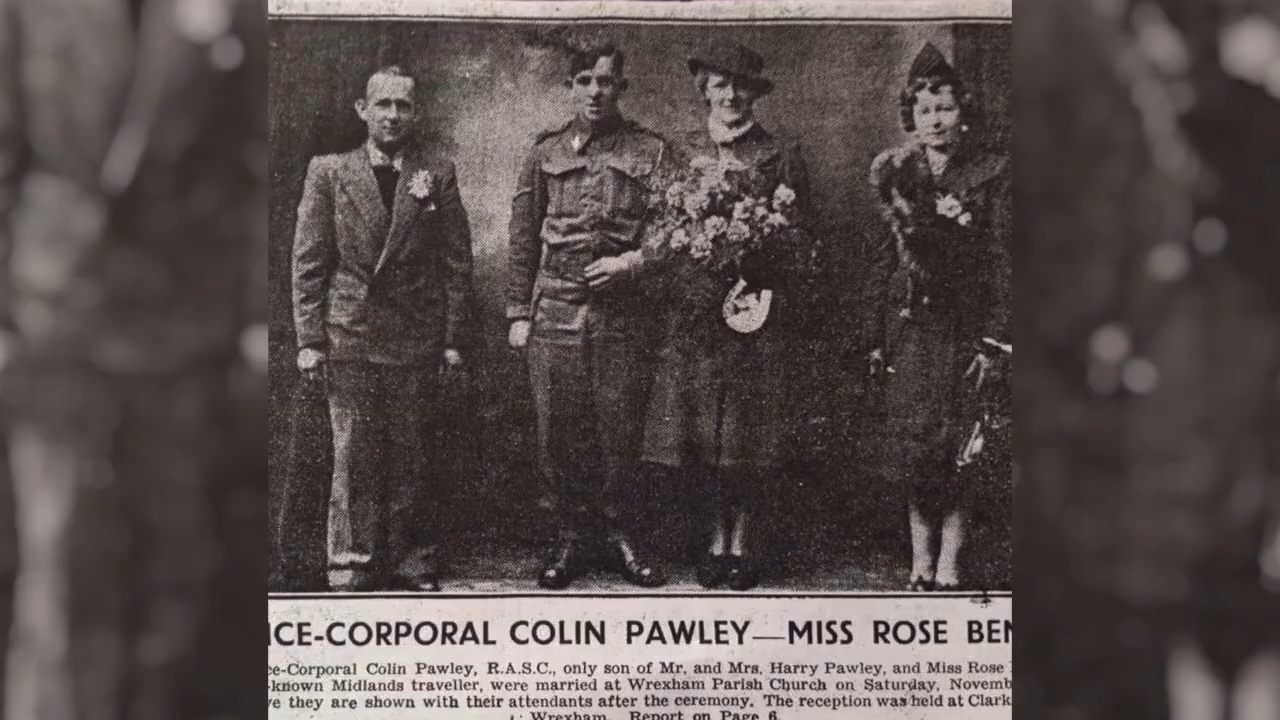 ICE-CORPORAL COLIN PAWLEY—MISS ROSE BEN
ce-Corporal Colin Pawley, R.A.S.C., only son of Mr. and Mrs. Harry Pawley, and Miss Rose
-known Midlands traveller, were married at Wrexham Parish Church on Saturday, Novemb
ve they are shown with their attendants after the ceremony. The reception was held at Clark
Wrexham. Report on Page 6.